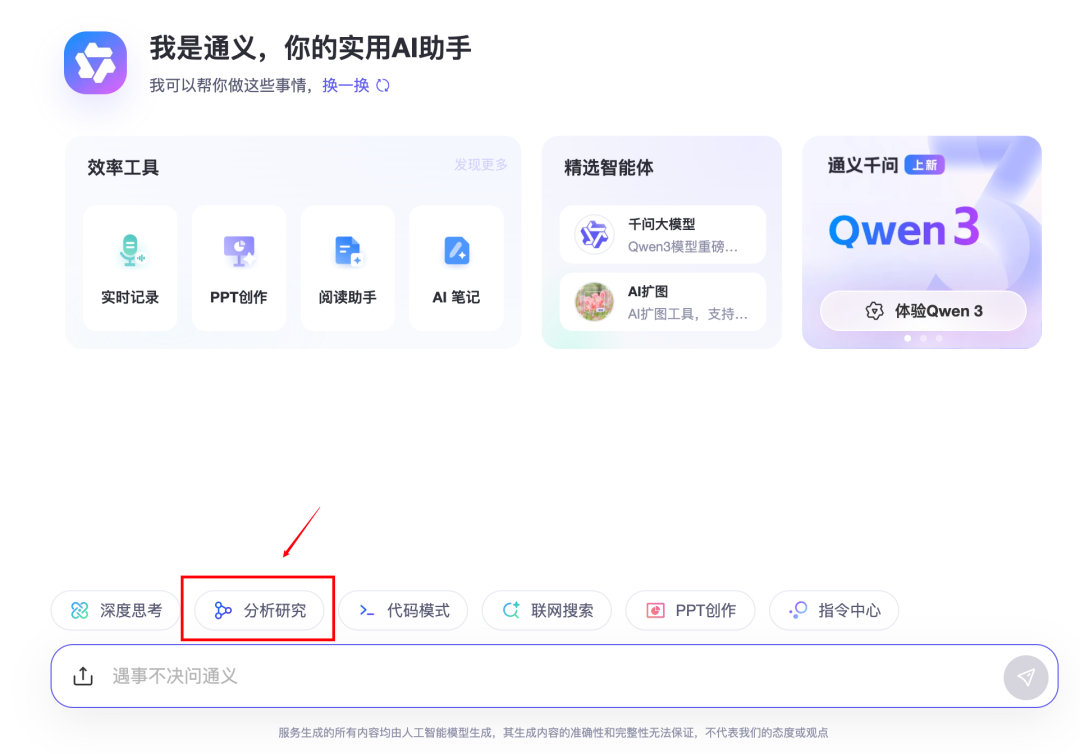 我是通义，你的实用AI助手
我可以帮你做这些事情，换一换
效率工具
发现更多
实时记录
PPT创作
阅读助手
AI 笔记
精选智能体
千问大模型
Qwen3模型重磅...
AI扩图
AI扩图工具，支持...
通义千问 上新
Qwen 3
体验Qwen 3
深度思考
分析研究
代码模式
联网搜索
PPT创作
指令中心
遇事不决问通义
服务生成的所有内容均由人工智能模型生成，其生成内容的准确性和完整性无法保证，不代表我们的态度或观点